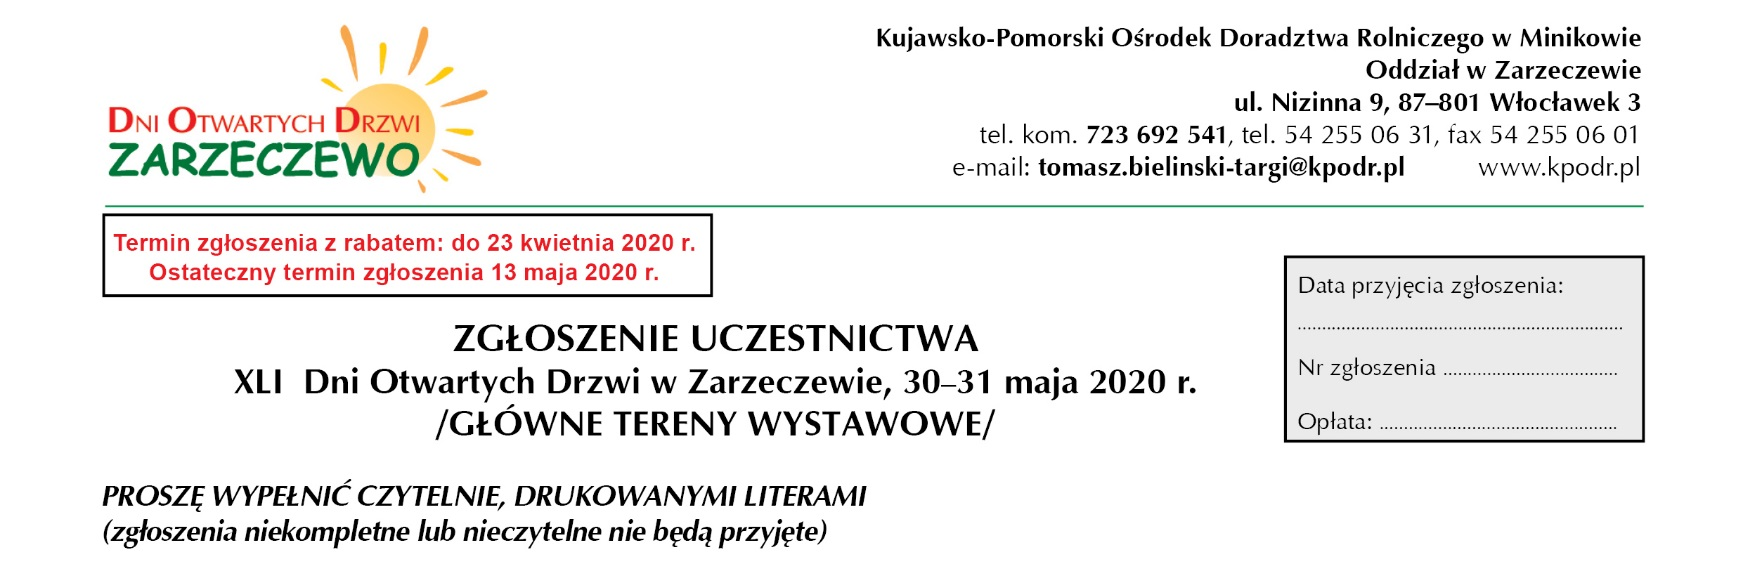 DNI OTWARTYCH DRZWI
ZARZECZEWO
Kujawsko-Pomorski Ośrodek Doradztwa Rolniczego w Minikowie
Oddział w Zarzeczewie
ul. Nizinna 9, 87–801 Włocławek 3
tel. kom. 723 692 541, tel. 54 255 06 31, fax 54 255 06 01
e-mail: tomasz.bielinski-targi@kpodr.pl www.kpodr.pl
Termin zgłoszenia z rabatem: do 23 kwietnia 2020 r.
Ostateczny termin zgłoszenia 13 maja 2020 r.
Data przyjęcia zgłoszenia:
..................................................................
Nr zgłoszenia ...................................
Opłata: ................................................
ZGŁOSZENIE UCZESTNICTWA
XLI Dni Otwartych Drzwi w Zarzeczewie, 30–31 maja 2020 r.
/GŁÓWNE TERENY WYSTAWOWE/
PROSZĘ WYPEŁNIĆ CZYTELNIE, DRUKOWANYMI LITERAMI
(zgłoszenia niekompletne lub nieczytelne nie będą przyjęte)